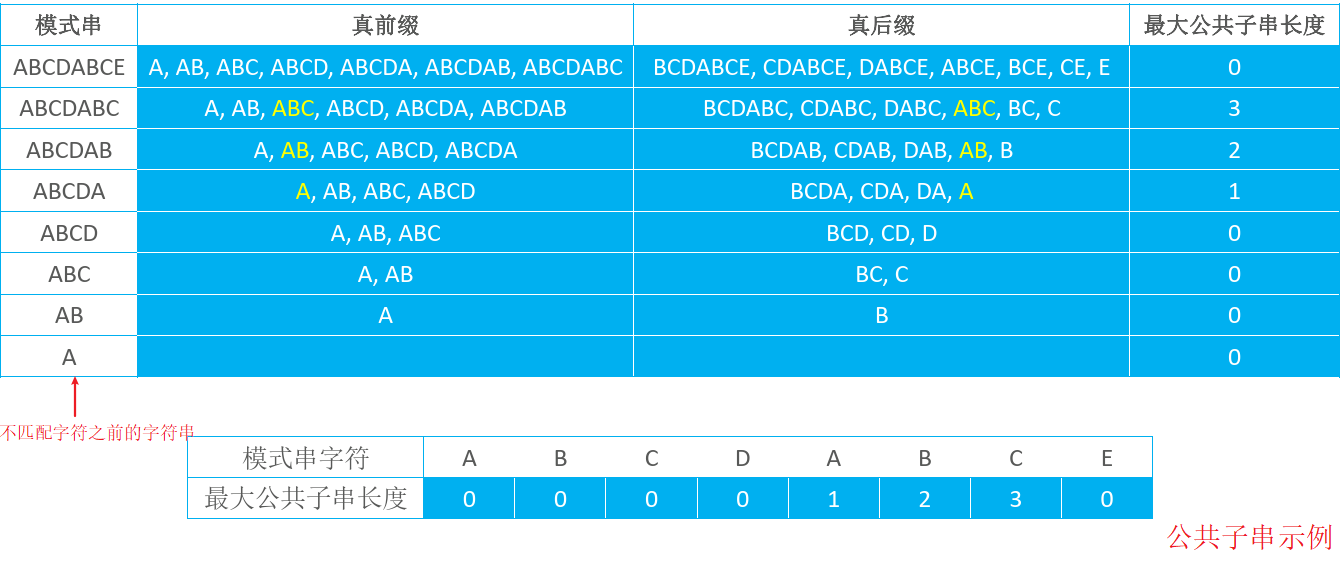 模式串 真前缀 真后缀 最大公共子串长度
ABCDABCE A, AB, ABC, ABCD, ABCDA, ABCDAB, ABCDABC BCDABCE, CDABCE, DABCE, ABCE, BCE, CE, E 0
ABCDABC A, AB, ABC, ABCD, ABCDA, ABCDAB BCDABC, CDABC, DABC, ABC, BC, C 3
ABCDAB A, AB, ABC, ABCD, ABCDA BCDAB, CDAB, DAB, AB, B 2
ABCDA A, AB, ABC, ABCD BCDA, CDA, DA, A 1
ABCD A, AB, ABC BCD, CD, D 0
ABC A, AB BC, C 0
AB A B 0
A 0
不匹配字符之前的字符串
模式串字符 A B C D A B C E
最大公共子串长度 0 0 0 0 1 2 3 0
公共子串示例